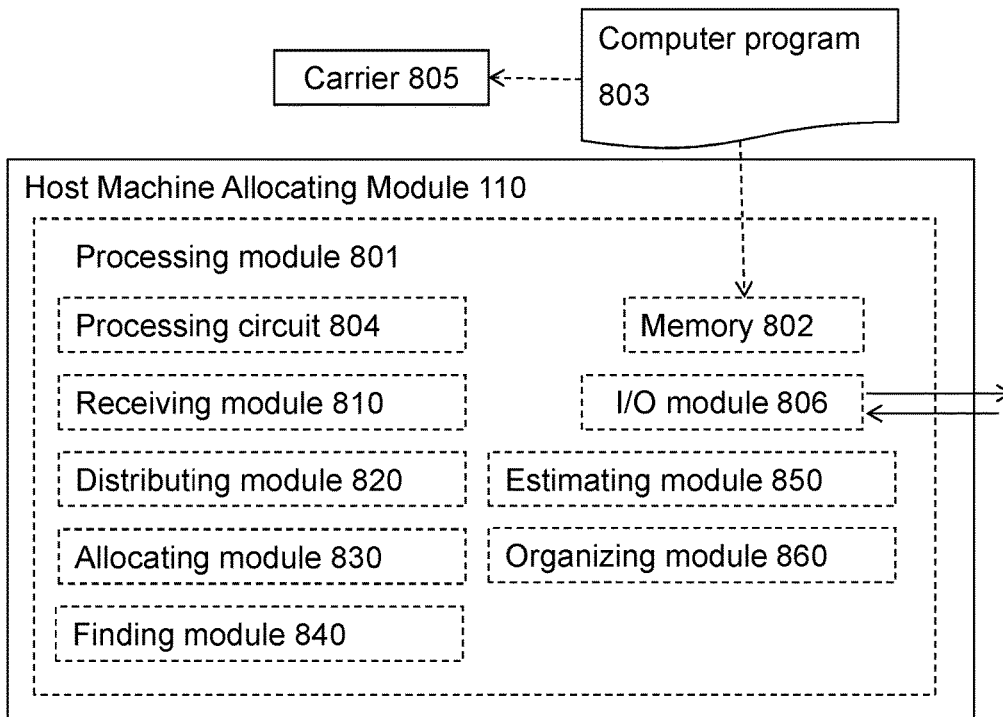 Computer program
803
Carrier 805
Host Machine Allocating Module 110
Processing module 801
Processing circuit 804
Memory 802
Receiving module 810
I/O module 806
Distributing module 820
Estimating module 850
Allocating module 830
Organizing module 860
Finding module 840